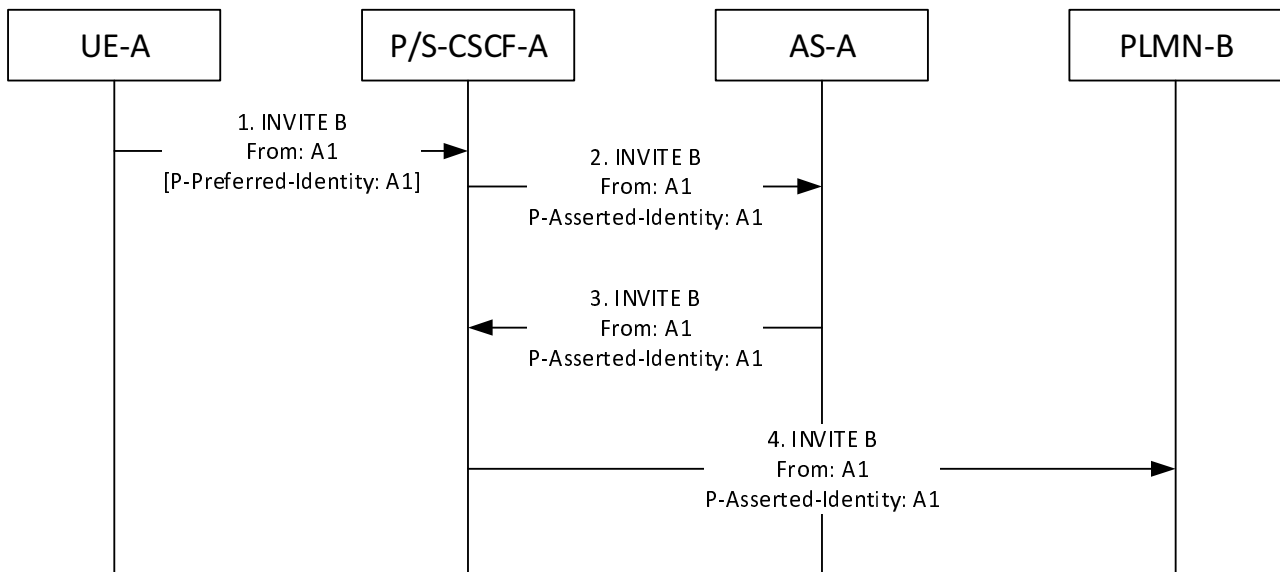 UE-A
P/S-CSCF-A
AS-A
PLMN-B
1. INVITE B
From: A1
[P-Preferred-Identity: A1]
2. INVITE B
From: A1
P-Asserted-Identity: A1
3. INVITE B
From: A1
P-Asserted-Identity: A1
4. INVITE B
From: A1
P-Asserted-Identity: A1